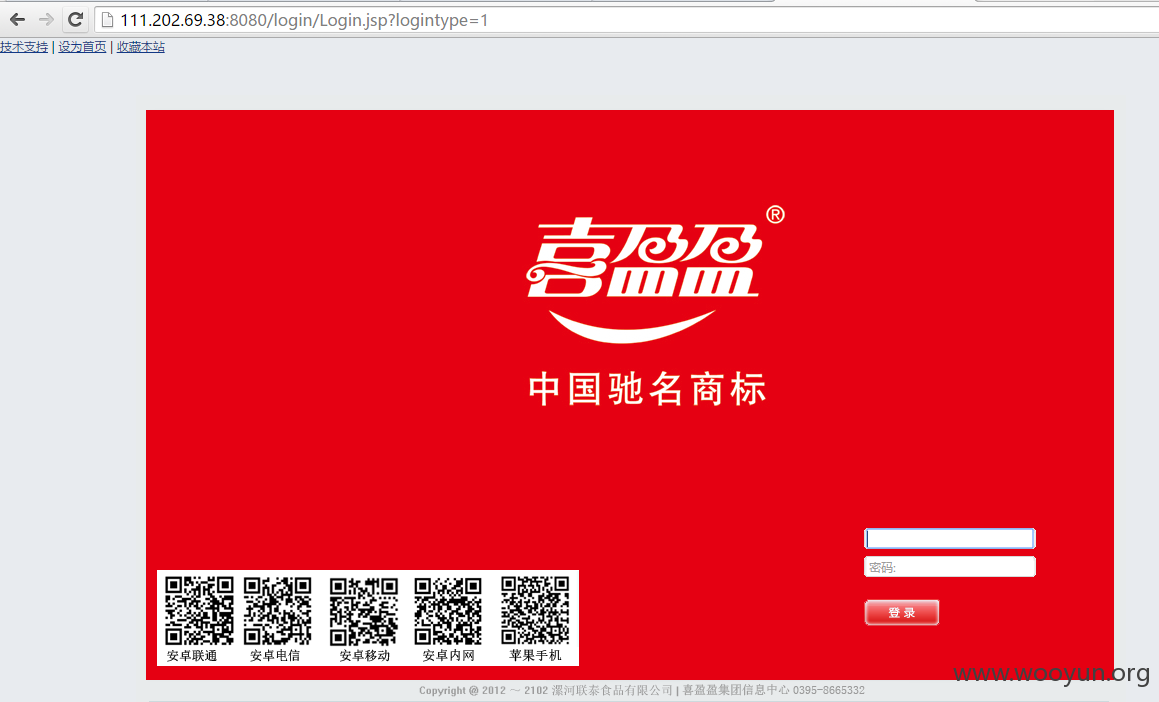 111.202.69.38:8080/login/Login.jsp?logintype=1
技术支持 | 设为首页 | 收藏本站
喜盈盈®
中国驰名商标
密码:
登 录
安卓联通 安卓电信 安卓移动 安卓内网 苹果手机
www.wooyun.org
Copyright @ 2012 ~ 2102 漯河联泰食品有限公司 | 喜盈盈集团信息中心 0395-8665332